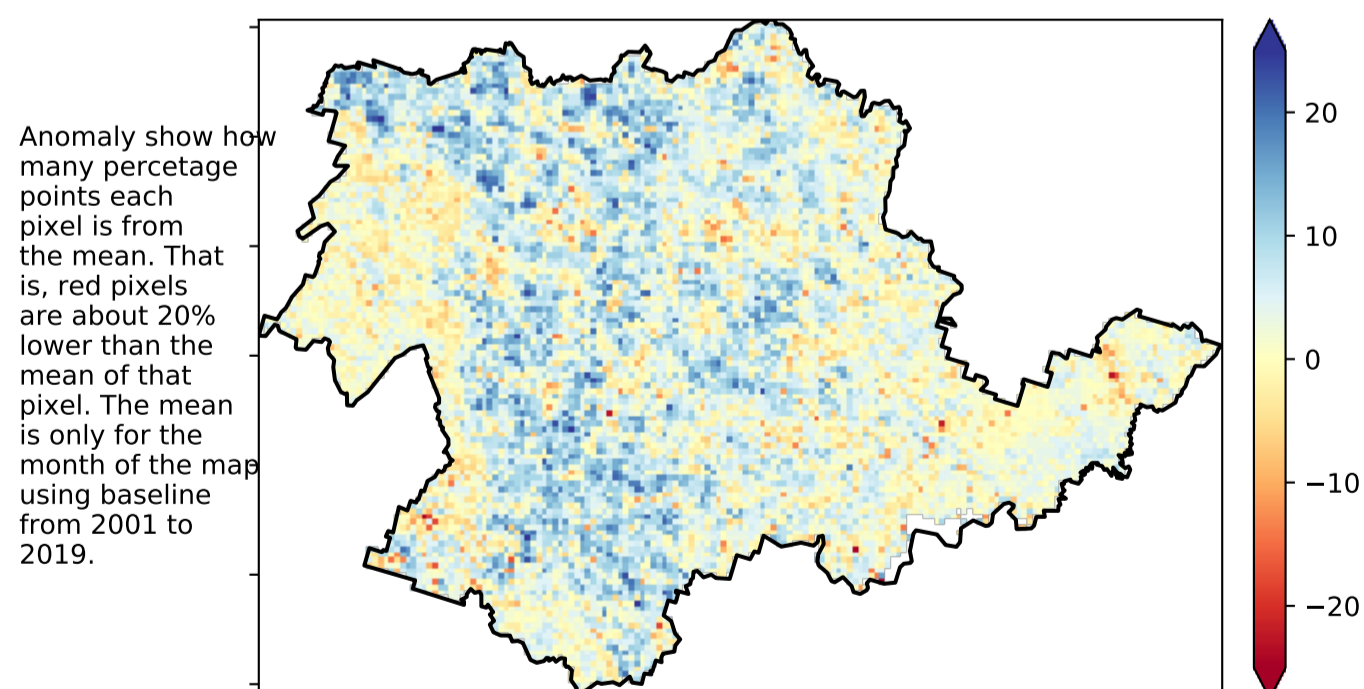 Anomaly show how
many percetage
points each
pixel is from
the mean. That
is, red pixels
are about 20%
lower than the
mean of that
pixel. The mean
is only for the
month of the map
using baseline
from 2001 to
2019.
20
10
0
−10
−20